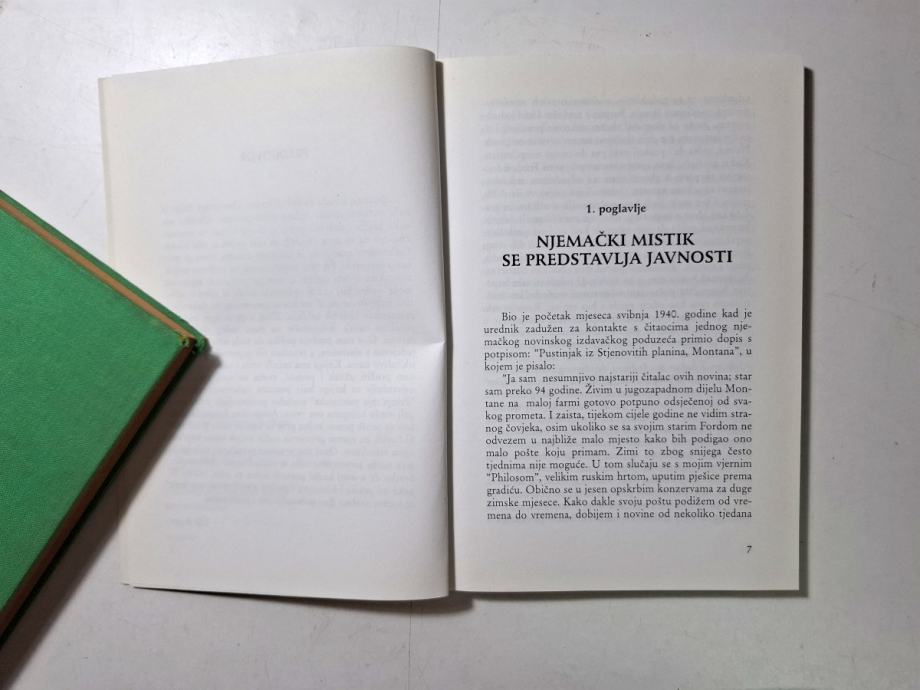 1. poglavlje
NJEMAČKI MISTIK
SE PREDSTAVLJA JAVNOSTI
Bio je početak mjeseca svibnja 1940. godine kad je
urednik zadužen za kontakte s čitaocima jednog nje-
mačkog novinskog izdavačkog poduzeća primio dopis s
potpisom: "Pustinjak iz Stjenovitih planina, Montana", u
kojem je pisalo:
"Ja sam nesumnjivo najstariji čitalac ovih novina; star
sam preko 94 godine. Živim u jugozapadnom dijelu Mon-
tane na maloj farmi gotovo potpuno odsječenoj od sva-
kog prometa. I zaista, tijekom cijele godine ne vidim stra-
nog čovjeka, osim ukoliko se sa svojim starim Fordom ne
odvezem u najbliže malo mjesto kako bih podigao ono
malo pošte koju primam. Zimi to zbog snijega često
tjednima nije moguće. U tom slučaju se s mojim vjernim
"Philosom", velikim ruskim hrtom, uputim pješice prema
gradiću. Obično se u jesen opskrbim konzervama za duge
zimske mjesece. Kako dakle svoju poštu podižem od vre-
mena do vremena, dobijem i novine od nekoliko tjedana
7